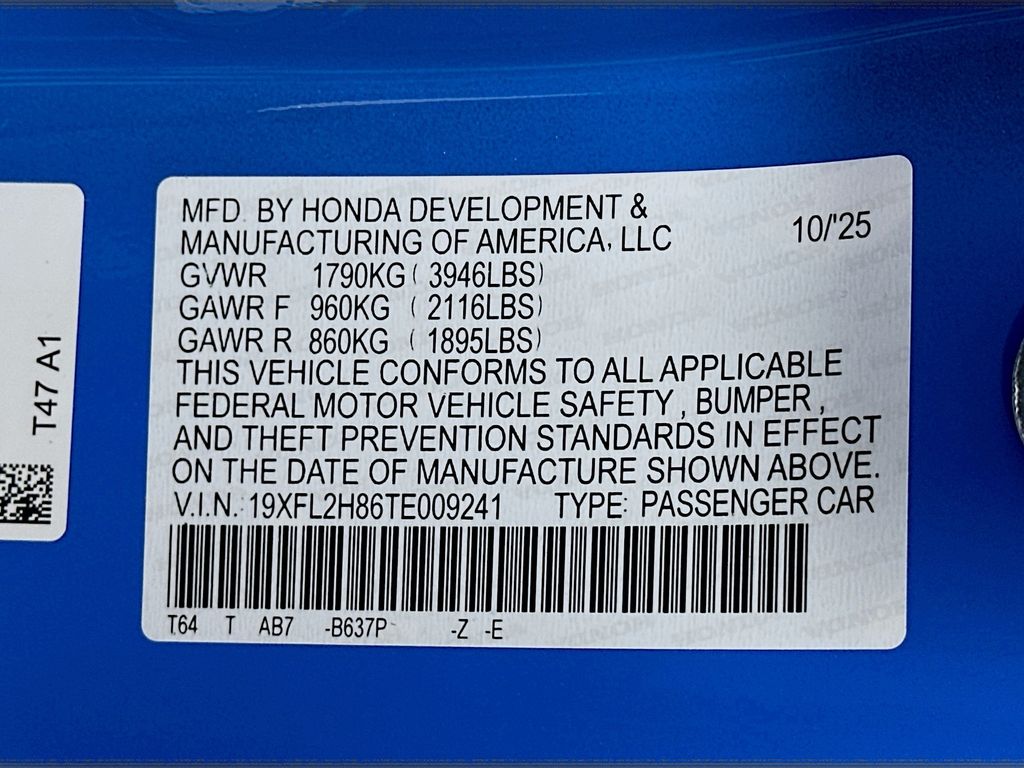 MFD. BY HONDA DEVELOPMENT &
MANUFACTURING OF AMERICA, LLC
10/'25
GVWR 1790KG ( 3946LBS)
GAWR F 960KG ( 2116LBS)
GAWR R 860KG ( 1895LBS)
THIS VEHICLE CONFORMS TO ALL APPLICABLE
FEDERAL MOTOR VEHICLE SAFETY , BUMPER ,
AND THEFT PREVENTION STANDARDS IN EFFECT
ON THE DATE OF MANUFACTURE SHOWN ABOVE.
V.I.N. 19XFL2H86TE009241 TYPE: PASSENGER CAR
T64 T AB7 -B637P -Z -E
T47 A1